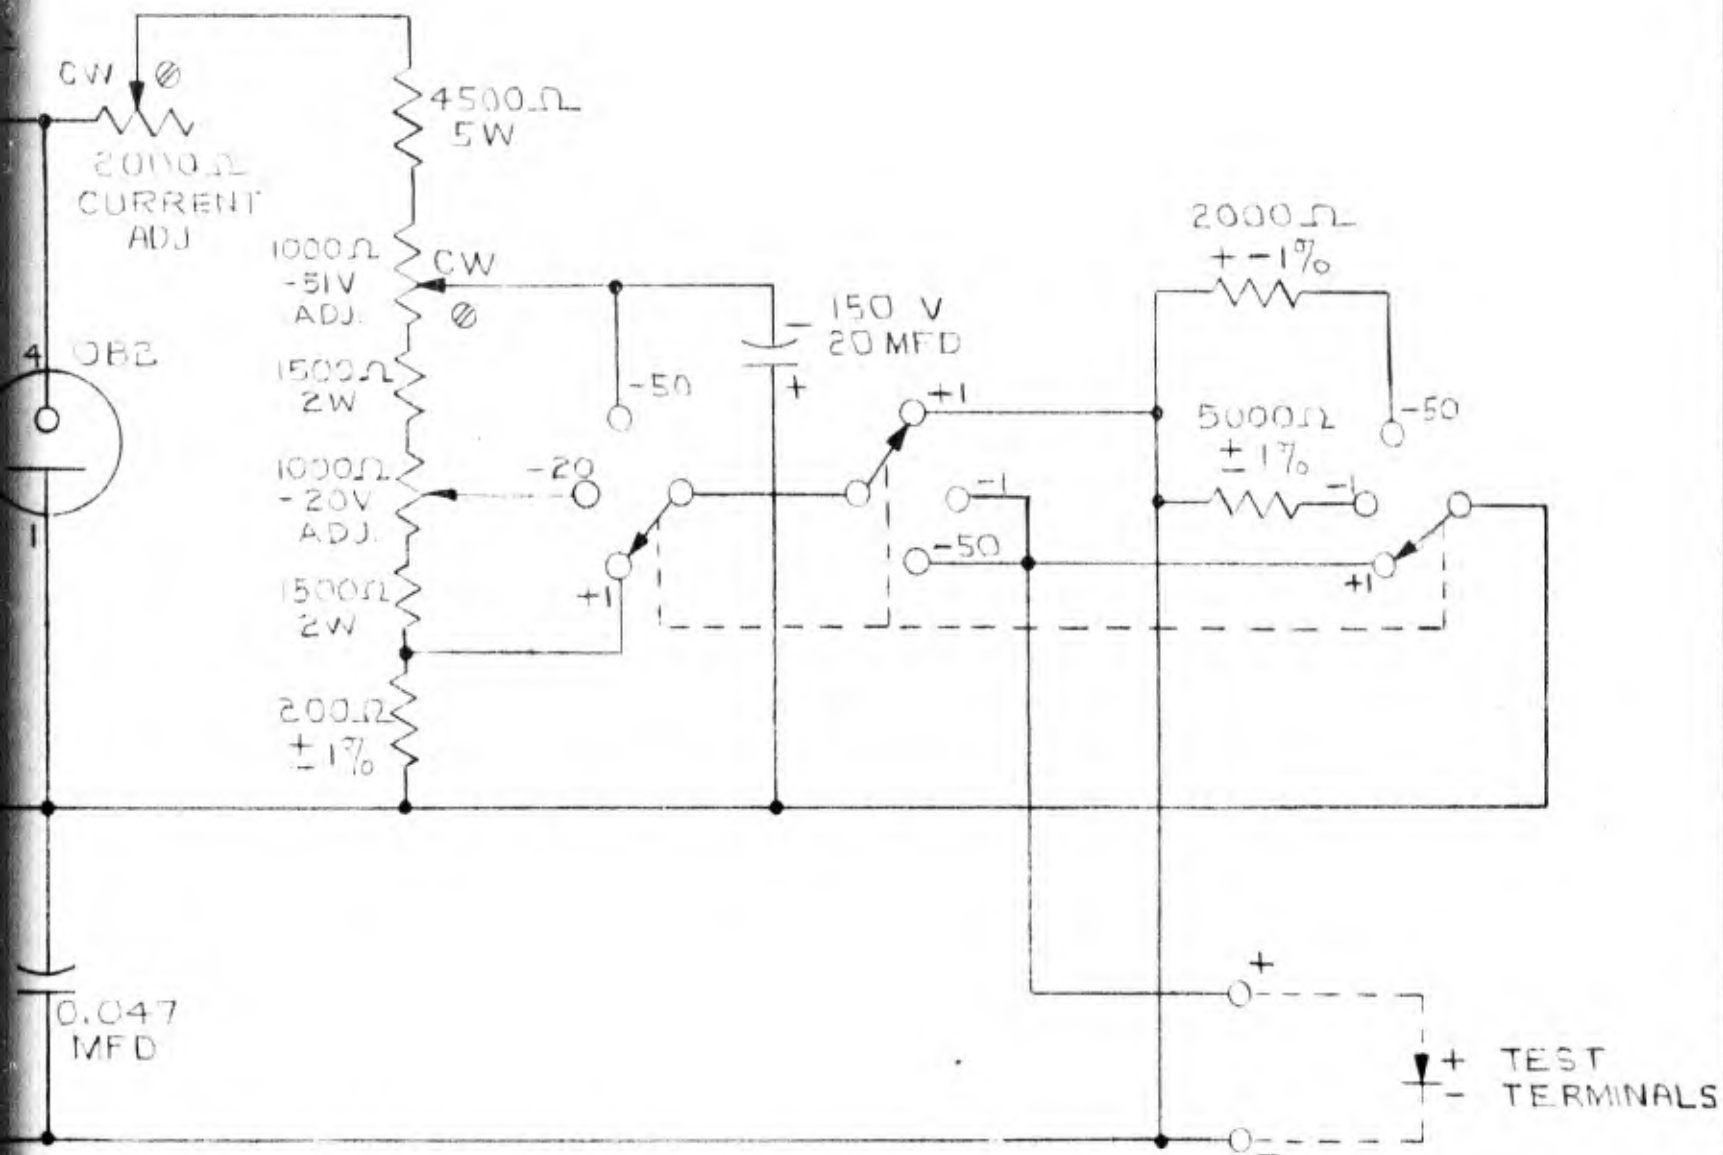 CW
4500Ω
5W
2000Ω
CURRENT
ADJ
1000Ω
-51V
ADJ.
CW
4
OB2
1500Ω
2W
-50
- 150 V
20 MFD
+
+1
2000Ω
+ -1%
5000Ω
± 1%
-50
-1
1000Ω
-20V
ADJ.
-20
-1
-50
+1
1
1500Ω
2W
+1
200Ω
± 1%
0.047
MFD
+
+ TEST
- TERMINALS